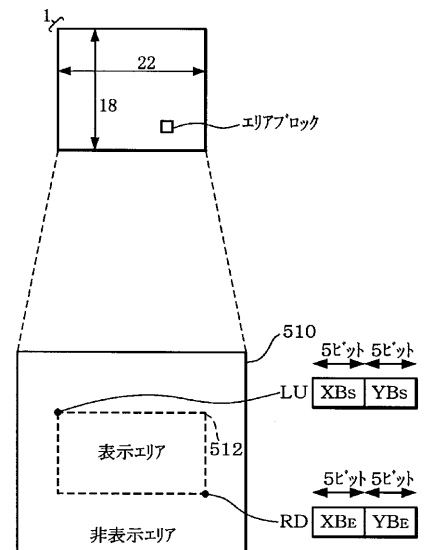 1
22
18
エリアブロック
510
5ビット 5ビット
LU XBS YBS
512
表示エリア
5ビット 5ビット
RD XBE YBE
非表示エリア